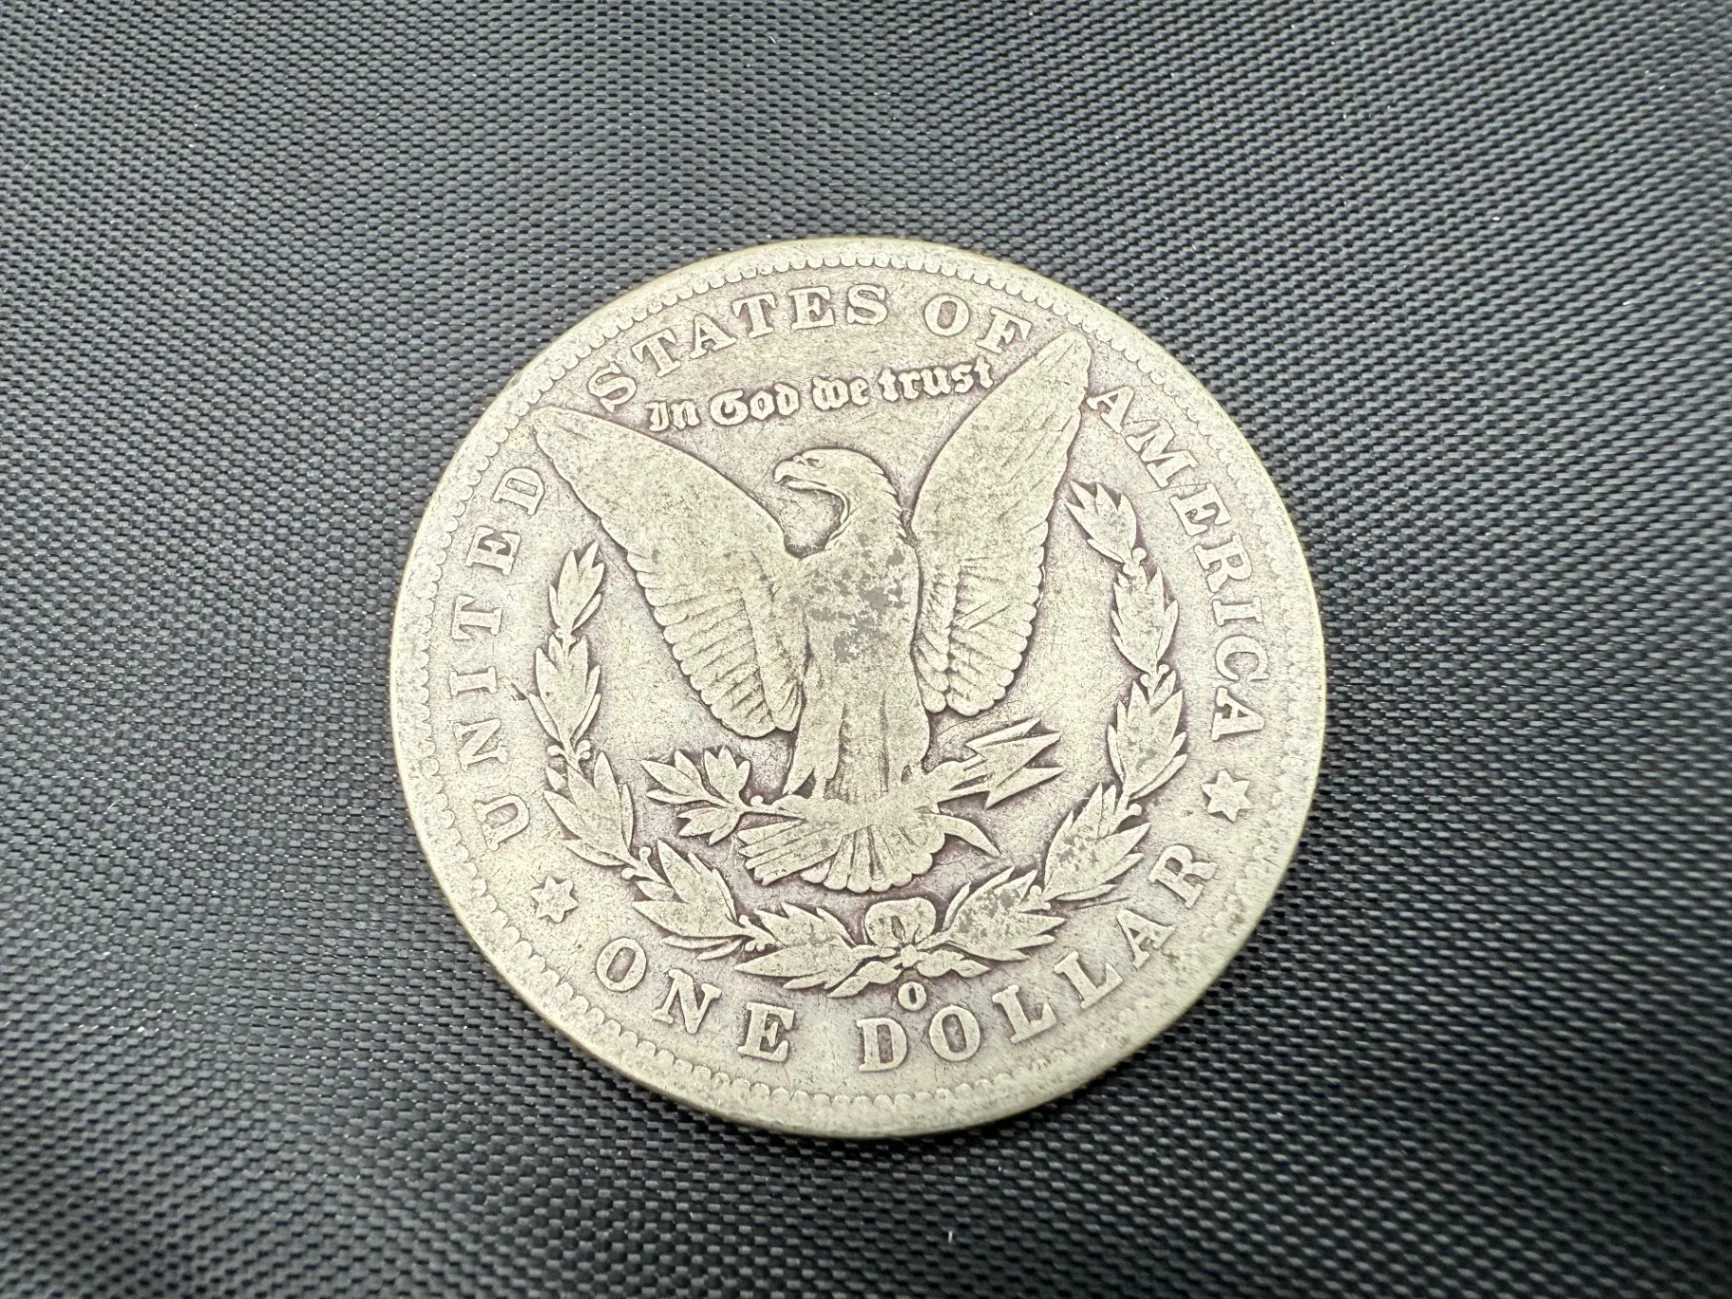 UNITED STATES OF AMERICA
In God we trust
O
ONE DOLLAR